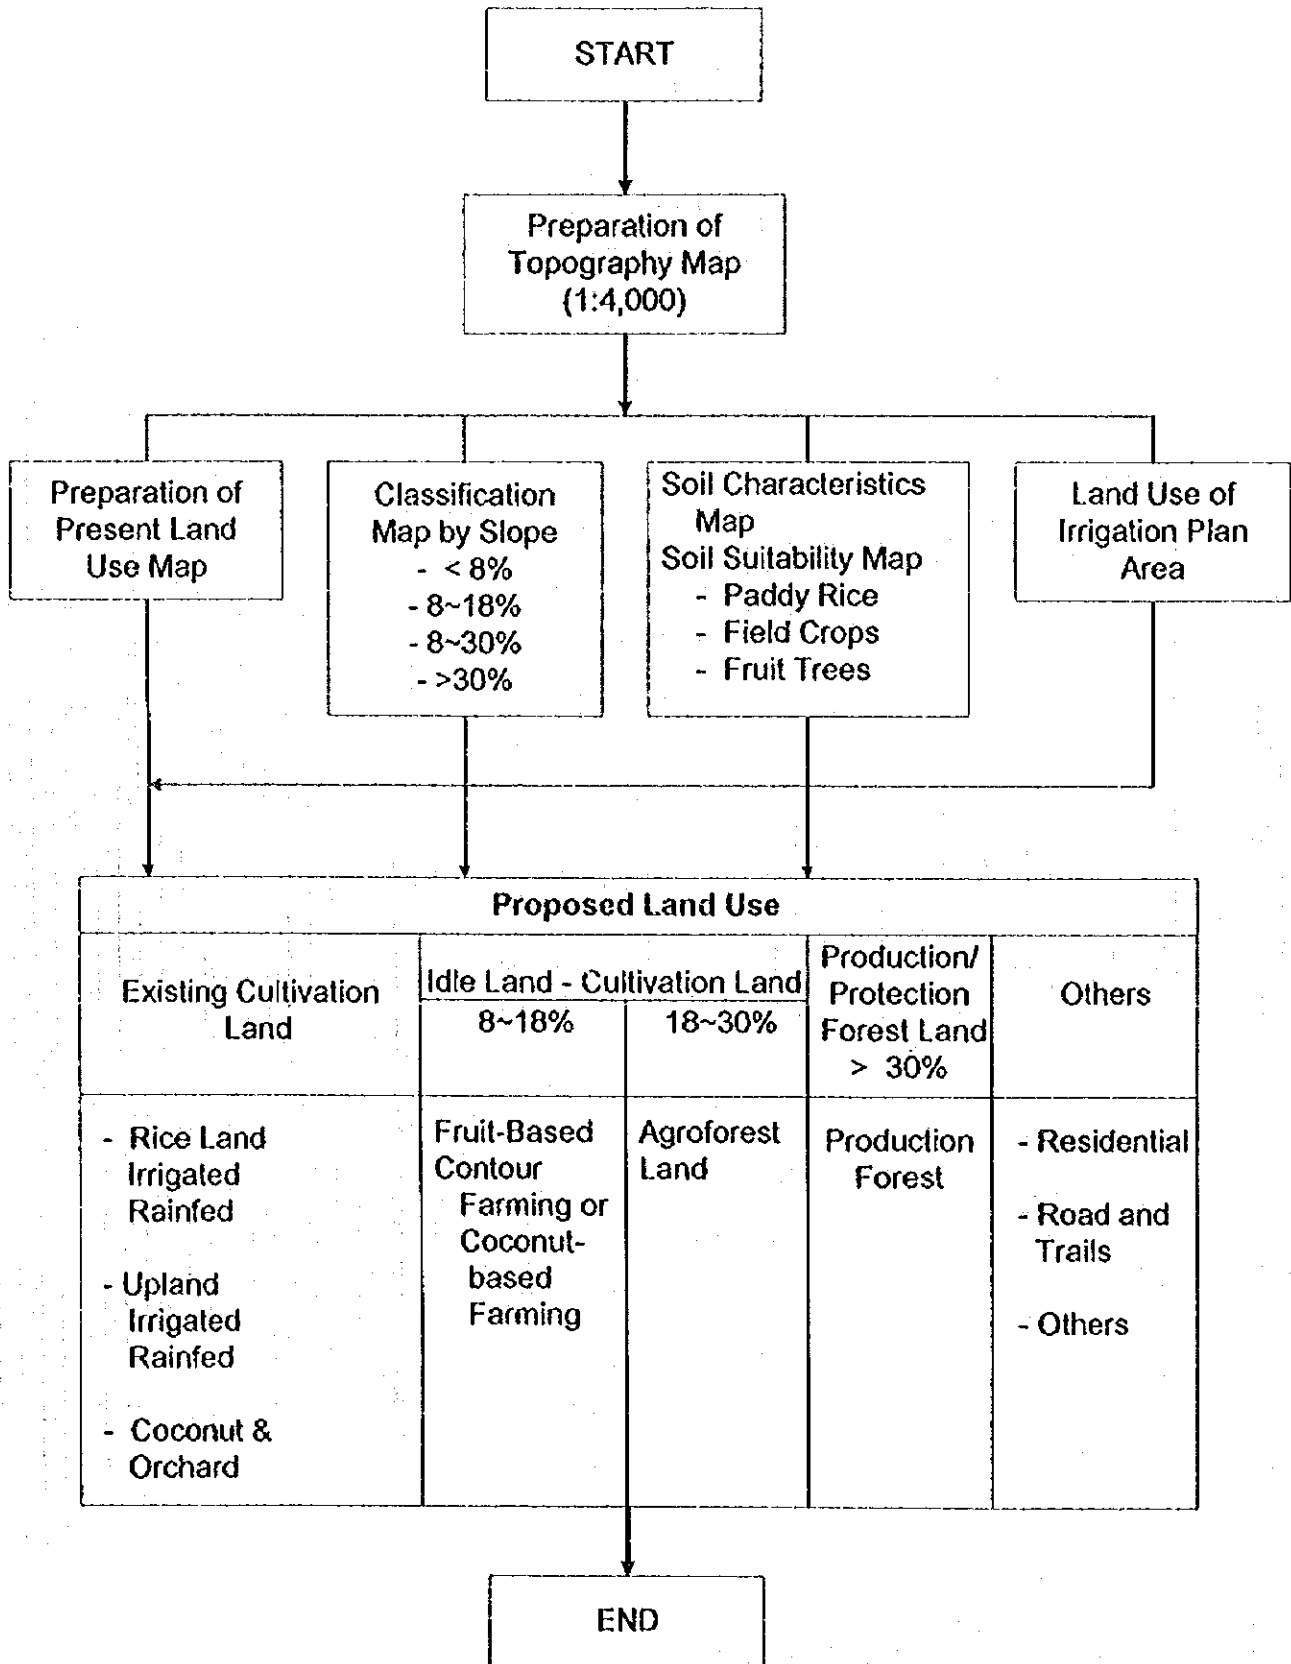 START
Preparation of
Topography Map
(1:4,000)
Preparation of
Present Land
Use Map
Classification
Map by Slope
- < 8%
- 8~18%
- 8~30%
- >30%
Soil Characteristics
Map
Soil Suitability Map
- Paddy Rice
- Field Crops
- Fruit Trees
Land Use of
Irrigation Plan
Area
Proposed Land Use
Existing Cultivation
Land
Idle Land - Cultivation Land
8~18%
18~30%
Production/
Protection
Forest Land
> 30%
Others
- Rice Land
Irrigated
Rainfed
- Upland
Irrigated
Rainfed
- Coconut &
Orchard
Fruit-Based
Contour
Farming or
Coconut-
based
Farming
Agroforest
Land
Production
Forest
- Residential
- Road and
Trails
- Others
END